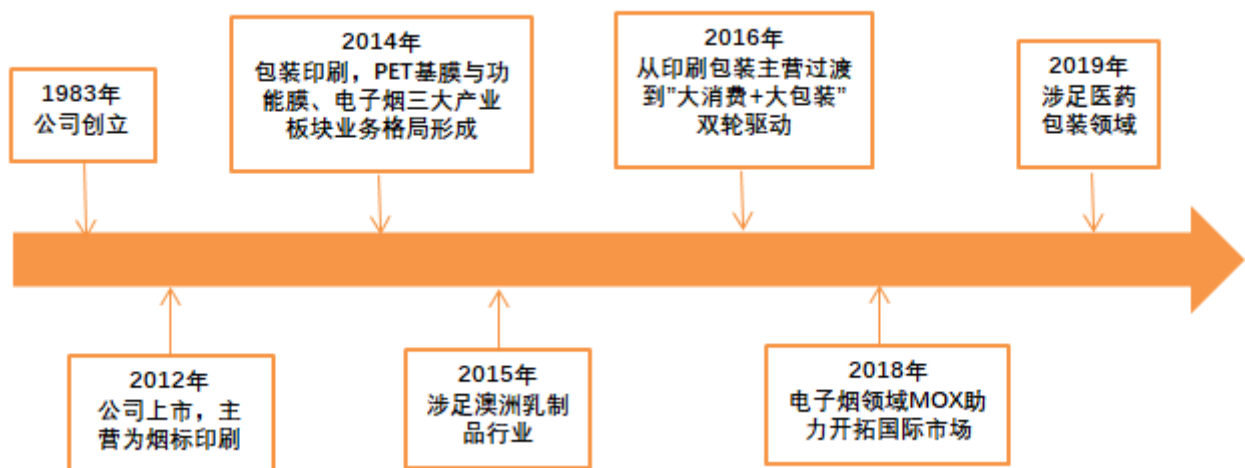 1983年
公司创立
2014年
包装印刷，PET基膜与功
能膜、电子烟三大产业
板块业务格局形成
2016年
从印刷包装主营过渡
到"大消费+大包装"
双轮驱动
2019年
涉足医药
包装领域
2012年
公司上市，主
营为烟标印刷
2015年
涉足澳洲乳制
品行业
2018年
电子烟领域MOX助
力开拓国际市场